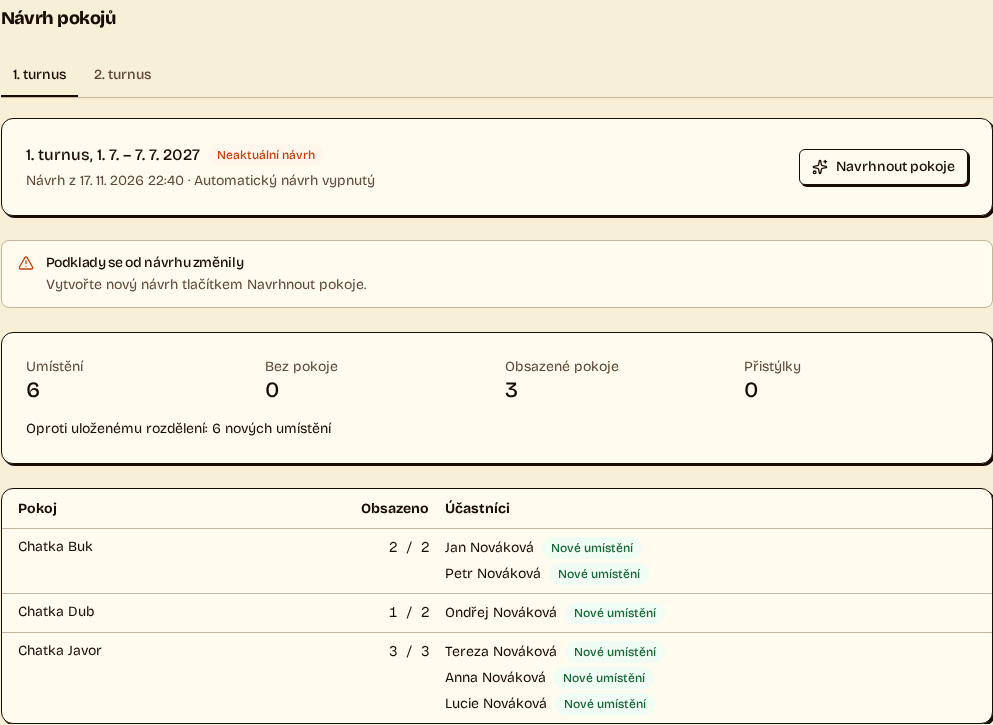 Návrh pokojů
1. turnus 2. turnus
1. turnus, 1. 7. – 7. 7. 2027 Neaktuální návrh
Návrh z 17. 11. 2026 22:40 · Automatický návrh vypnutý
Navrhnout pokoje
Podklady se od návrhu změnily
Vytvořte nový návrh tlačítkem Navrhnout pokoje.
Umístění Bez pokoje Obsazené pokoje Přistýlky
6 0 3 0
Oproti uloženému rozdělení: 6 nových umístění
Pokoj Obsazeno Účastníci
Chatka Buk 2 / 2 Jan Nováková Nové umístění
Petr Nováková Nové umístění
Chatka Dub 1 / 2 Ondřej Nováková Nové umístění
Chatka Javor 3 / 3 Tereza Nováková Nové umístění
Anna Nováková Nové umístění
Lucie Nováková Nové umístění